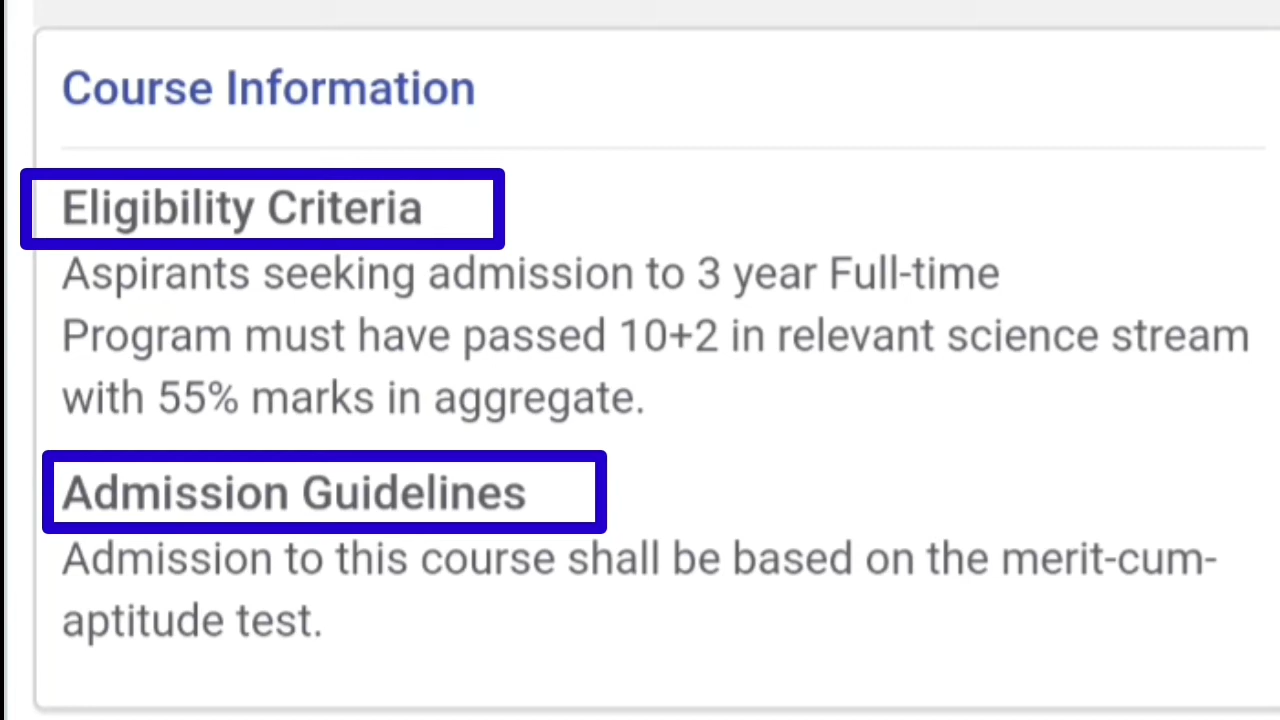 Course Information
Eligibility Criteria
Aspirants seeking admission to 3 year Full-time
Program must have passed 10+2 in relevant science stream
with 55% marks in aggregate.
Admission Guidelines
Admission to this course shall be based on the merit-cum-
aptitude test.